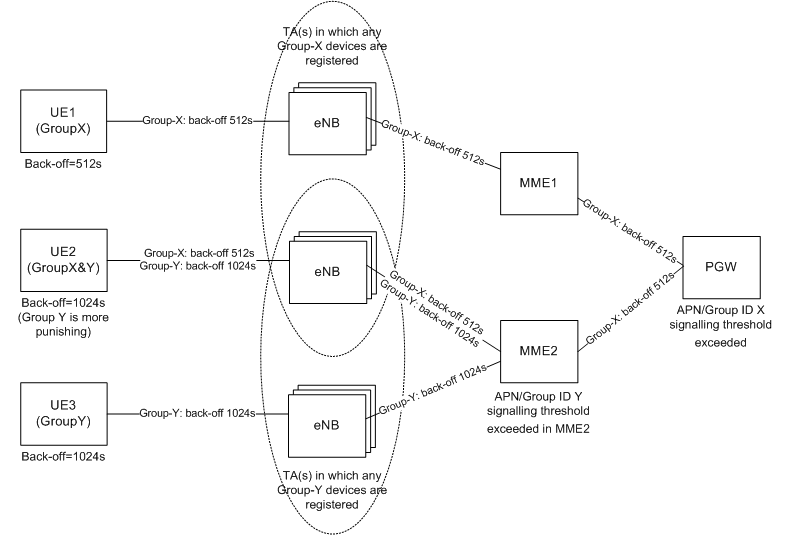 TA(s) in which any
Group-X devices are
registered
UE1
(GroupX)
Group-X: back-off 512s
eNB
Group-X: back-off 512s
Back-off=512s
MME1
Group-X: back-off 512s
UE2
(GroupX&Y)
Group-X: back-off 512s
Group-Y: back-off 1024s
eNB
Group-X: back-off 512s
Group-Y: back-off 1024s
PGW
Back-off=1024s
(Group Y is more
punishing)
Group-X: back-off 512s
APN/Group ID X
signalling threshold
exceeded
MME2
UE3
(GroupY)
Group-Y: back-off 1024s
eNB
Group-Y: back-off 1024s
APN/Group ID Y
signalling threshold
exceeded in MME2
Back-off=1024s
TA(s) in which any
Group-Y devices are
registered